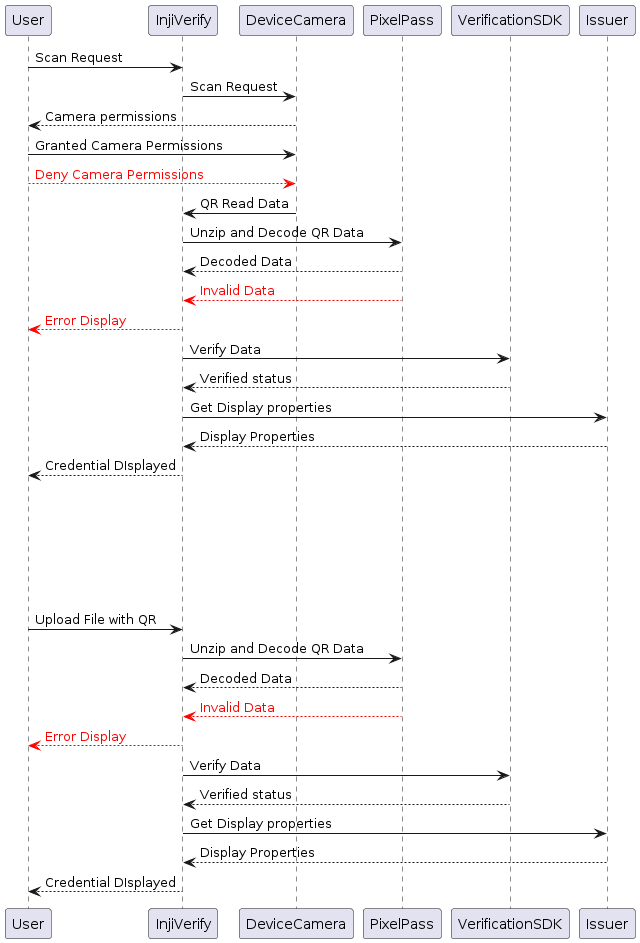 User InjiVerify DeviceCamera PixelPass VerificationSDK Issuer
Scan Request
Scan Request
Camera permissions
Granted Camera Permissions
Deny Camera Permissions
QR Read Data
Unzip and Decode QR Data
Decoded Data
Invalid Data
Error Display
Verify Data
Verified status
Get Display properties
Display Properties
Credential DIsplayed
Upload File with QR
Unzip and Decode QR Data
Decoded Data
Invalid Data
Error Display
Verify Data
Verified status
Get Display properties
Display Properties
Credential DIsplayed
User InjiVerify DeviceCamera PixelPass VerificationSDK Issuer